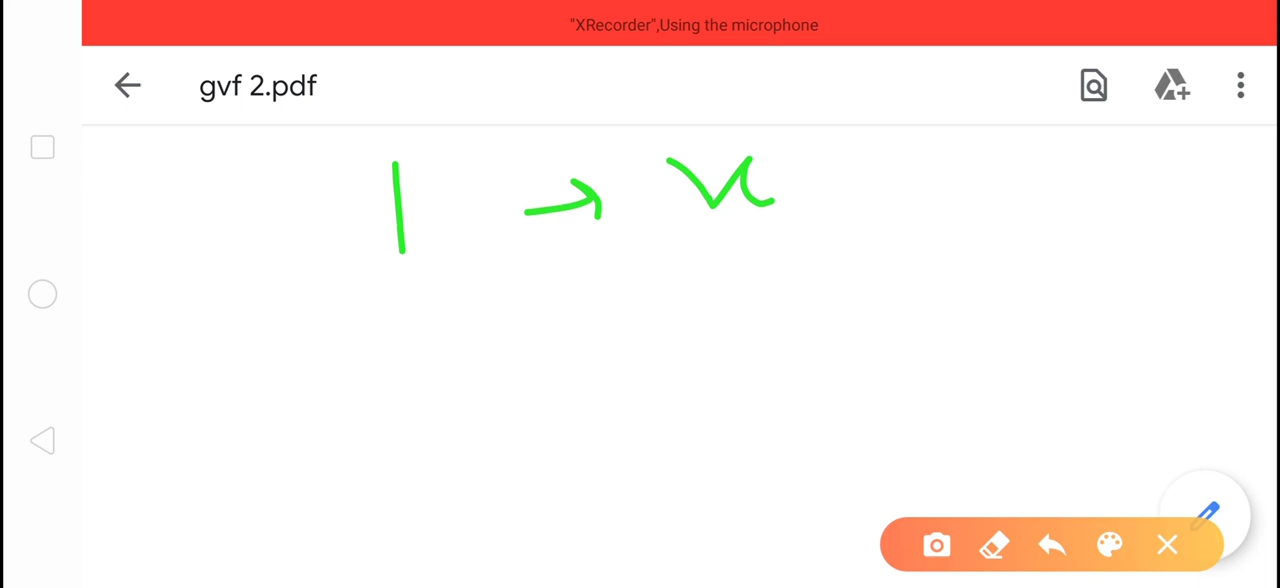 "XRecorder",Using the microphone
gvf 2.pdf
1 → x